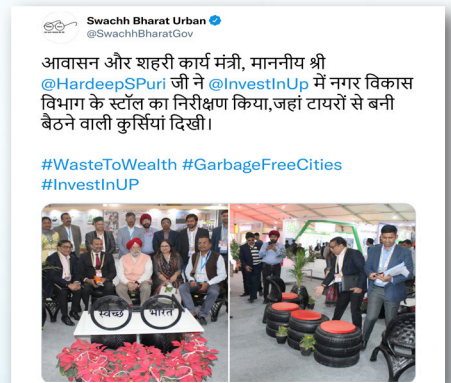 Swachh Bharat Urban
@SwachhBharatGov
आवासन और शहरी कार्य मंत्री, माननीय श्री
@HardeepSPuri जी ने @InvestInUp में नगर विकास
विभाग के स्टॉल का निरीक्षण किया,जहां टायरों से बनी
बैठने वाली कुर्सियां दिखी।
#WasteToWealth #GarbageFreeCities
#InvestInUP
स्वच्छ भारत